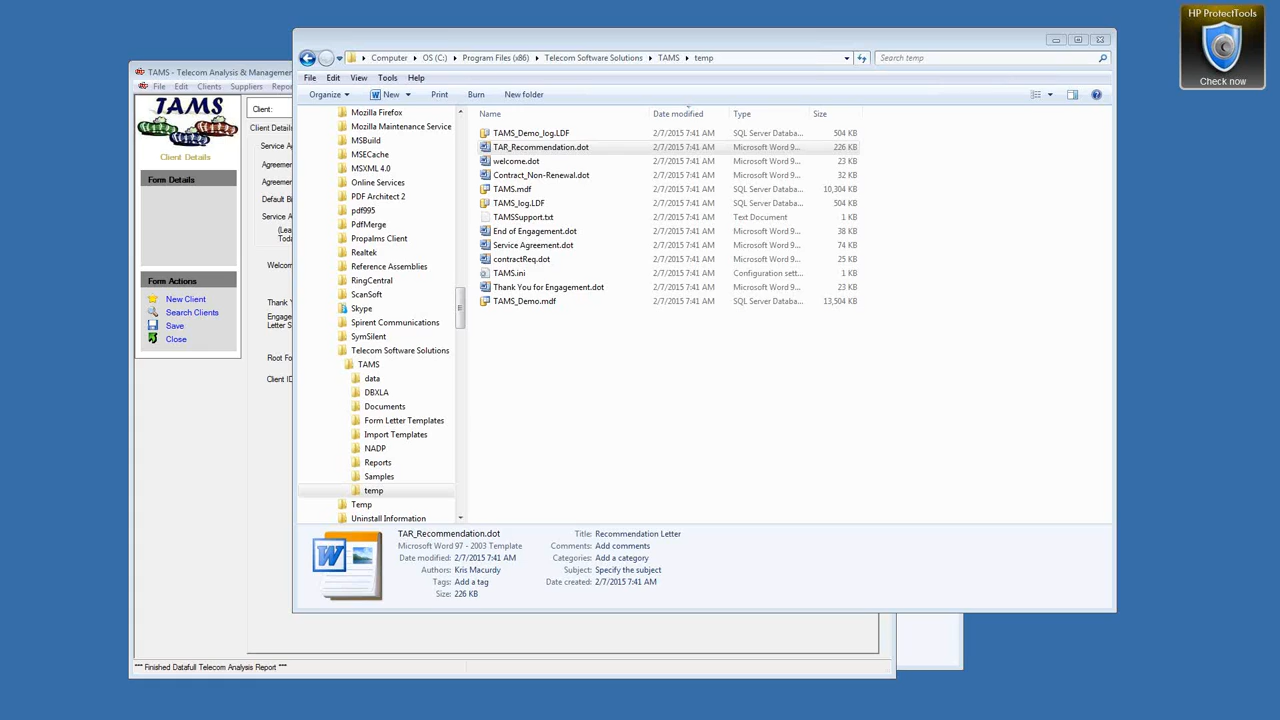 HP ProtectTools
Check now
TAMS - Telecom Analysis & Management
File Edit Clients Suppliers Repo
TAMS
Client Details
Form Details
Form Actions
New Client
Search Clients
Save
Close
Client:
Client Details
Service Ag
Agreeme
Agreeme
Default Bi
Service A
(Lea
Toda
Welcom
Thank Y
Engage
Letter S
Root Fo
Client ID
*** Finished Datafull Telecom Analysis Report ***
Computer OS (C:) Program Files (x86) Telecom Software Solutions TAMS temp
Search temp
File Edit View Tools Help
Organize New Print Burn New folder
Mozilla Firefox
Mozilla Maintenance Service
MSBuild
MSECache
MSXML 4.0
Online Services
PDF Architect 2
pdf995
PdfMerge
Propalms Client
Realtek
Reference Assemblies
RingCentral
ScanSoft
Skype
Spirent Communications
SymSilent
Telecom Software Solutions
TAMS
data
DBXLA
Documents
Form Letter Templates
Import Templates
NADP
Reports
Samples
temp
Temp
Uninstall Information
Name Date modified Type Size
TAMS_Demo_log.LDF 2/7/2015 7:41 AM SQL Server Databa... 504 KB
TAR_Recommendation.dot 2/7/2015 7:41 AM Microsoft Word 9... 226 KB
welcome.dot 2/7/2015 7:41 AM Microsoft Word 9... 23 KB
Contract_Non-Renewal.dot 2/7/2015 7:41 AM Microsoft Word 9... 32 KB
TAMS.mdf 2/7/2015 7:41 AM SQL Server Databa... 10,304 KB
TAMS_log.LDF 2/7/2015 7:41 AM SQL Server Databa... 504 KB
TAMSSupport.txt 2/7/2015 7:41 AM Text Document 1 KB
End of Engagement.dot 2/7/2015 7:41 AM Microsoft Word 9... 38 KB
Service Agreement.dot 2/7/2015 7:41 AM Microsoft Word 9... 74 KB
contractReq.dot 2/7/2015 7:41 AM Microsoft Word 9... 25 KB
TAMS.ini 2/7/2015 7:41 AM Configuration sett... 1 KB
Thank You for Engagement.dot 2/7/2015 7:41 AM Microsoft Word 9... 23 KB
TAMS_Demo.mdf 2/7/2015 7:41 AM SQL Server Databa... 13,504 KB
TAR_Recommendation.dot Title: Recommendation Letter
Microsoft Word 97 - 2003 Template Comments: Add comments
Date modified: 2/7/2015 7:41 AM Categories: Add a category
Authors: Kris Macurdy Subject: Specify the subject
Tags: Add a tag Date created: 2/7/2015 7:41 AM
Size: 226 KB